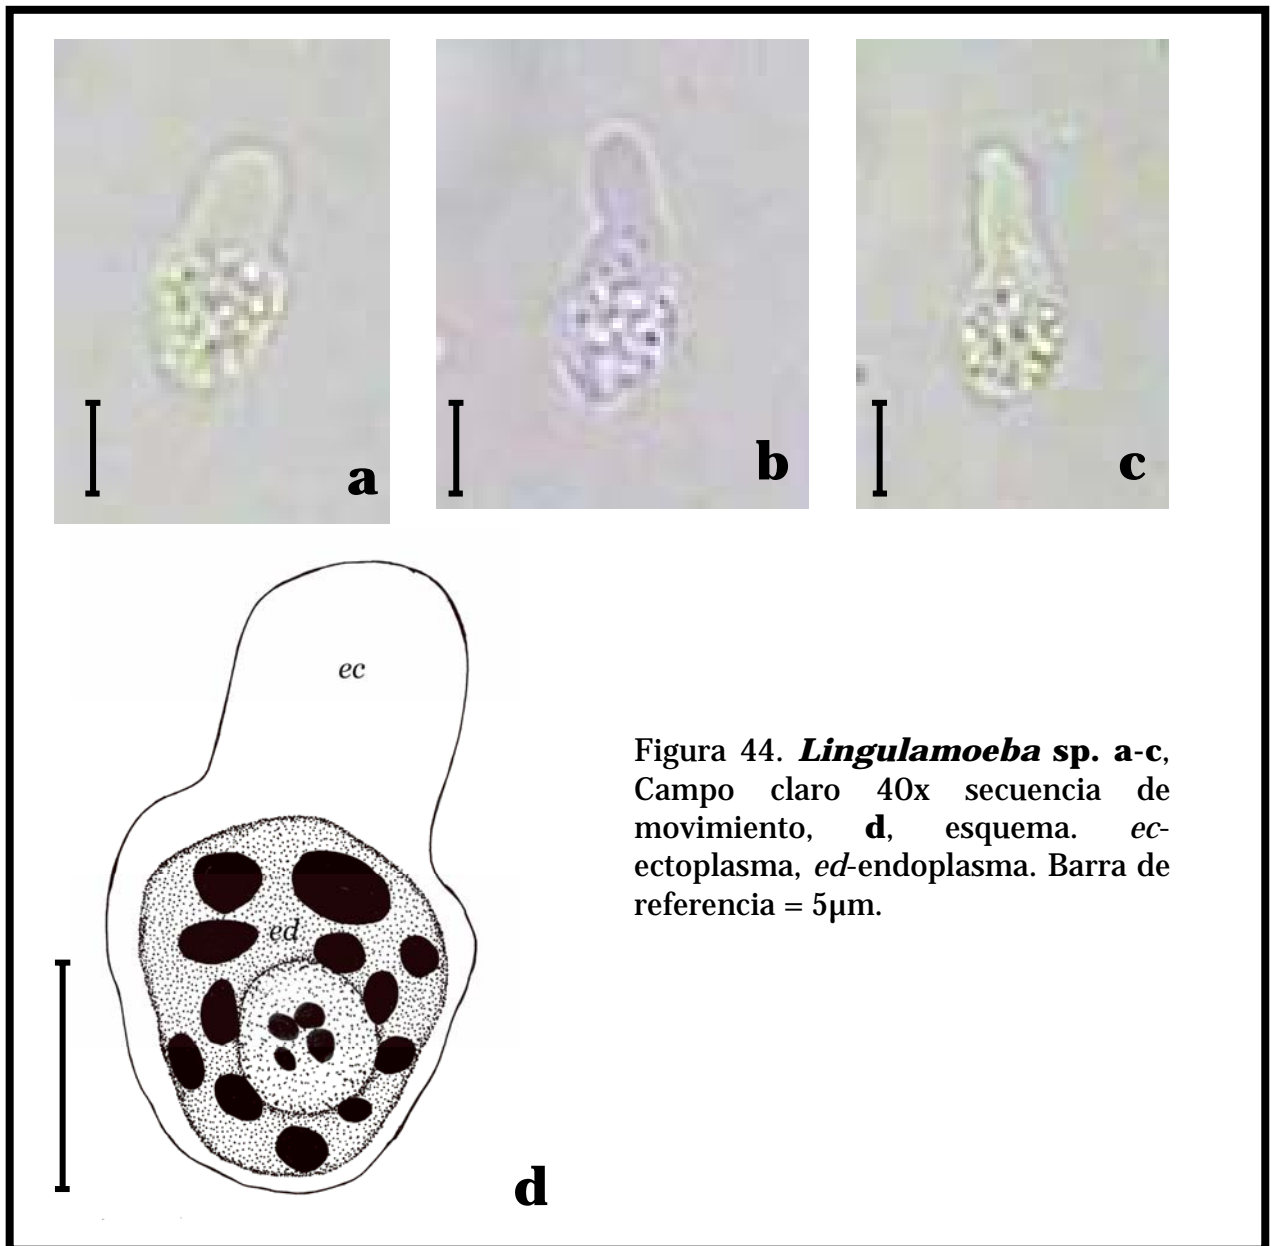 a
b
c
ec
ed
d
Figura 44. Lingulamoeba sp. a-c,
Campo claro 40x secuencia de
movimiento, d, esquema. ec-
ectoplasma, ed-endoplasma. Barra de
referencia = 5µm.